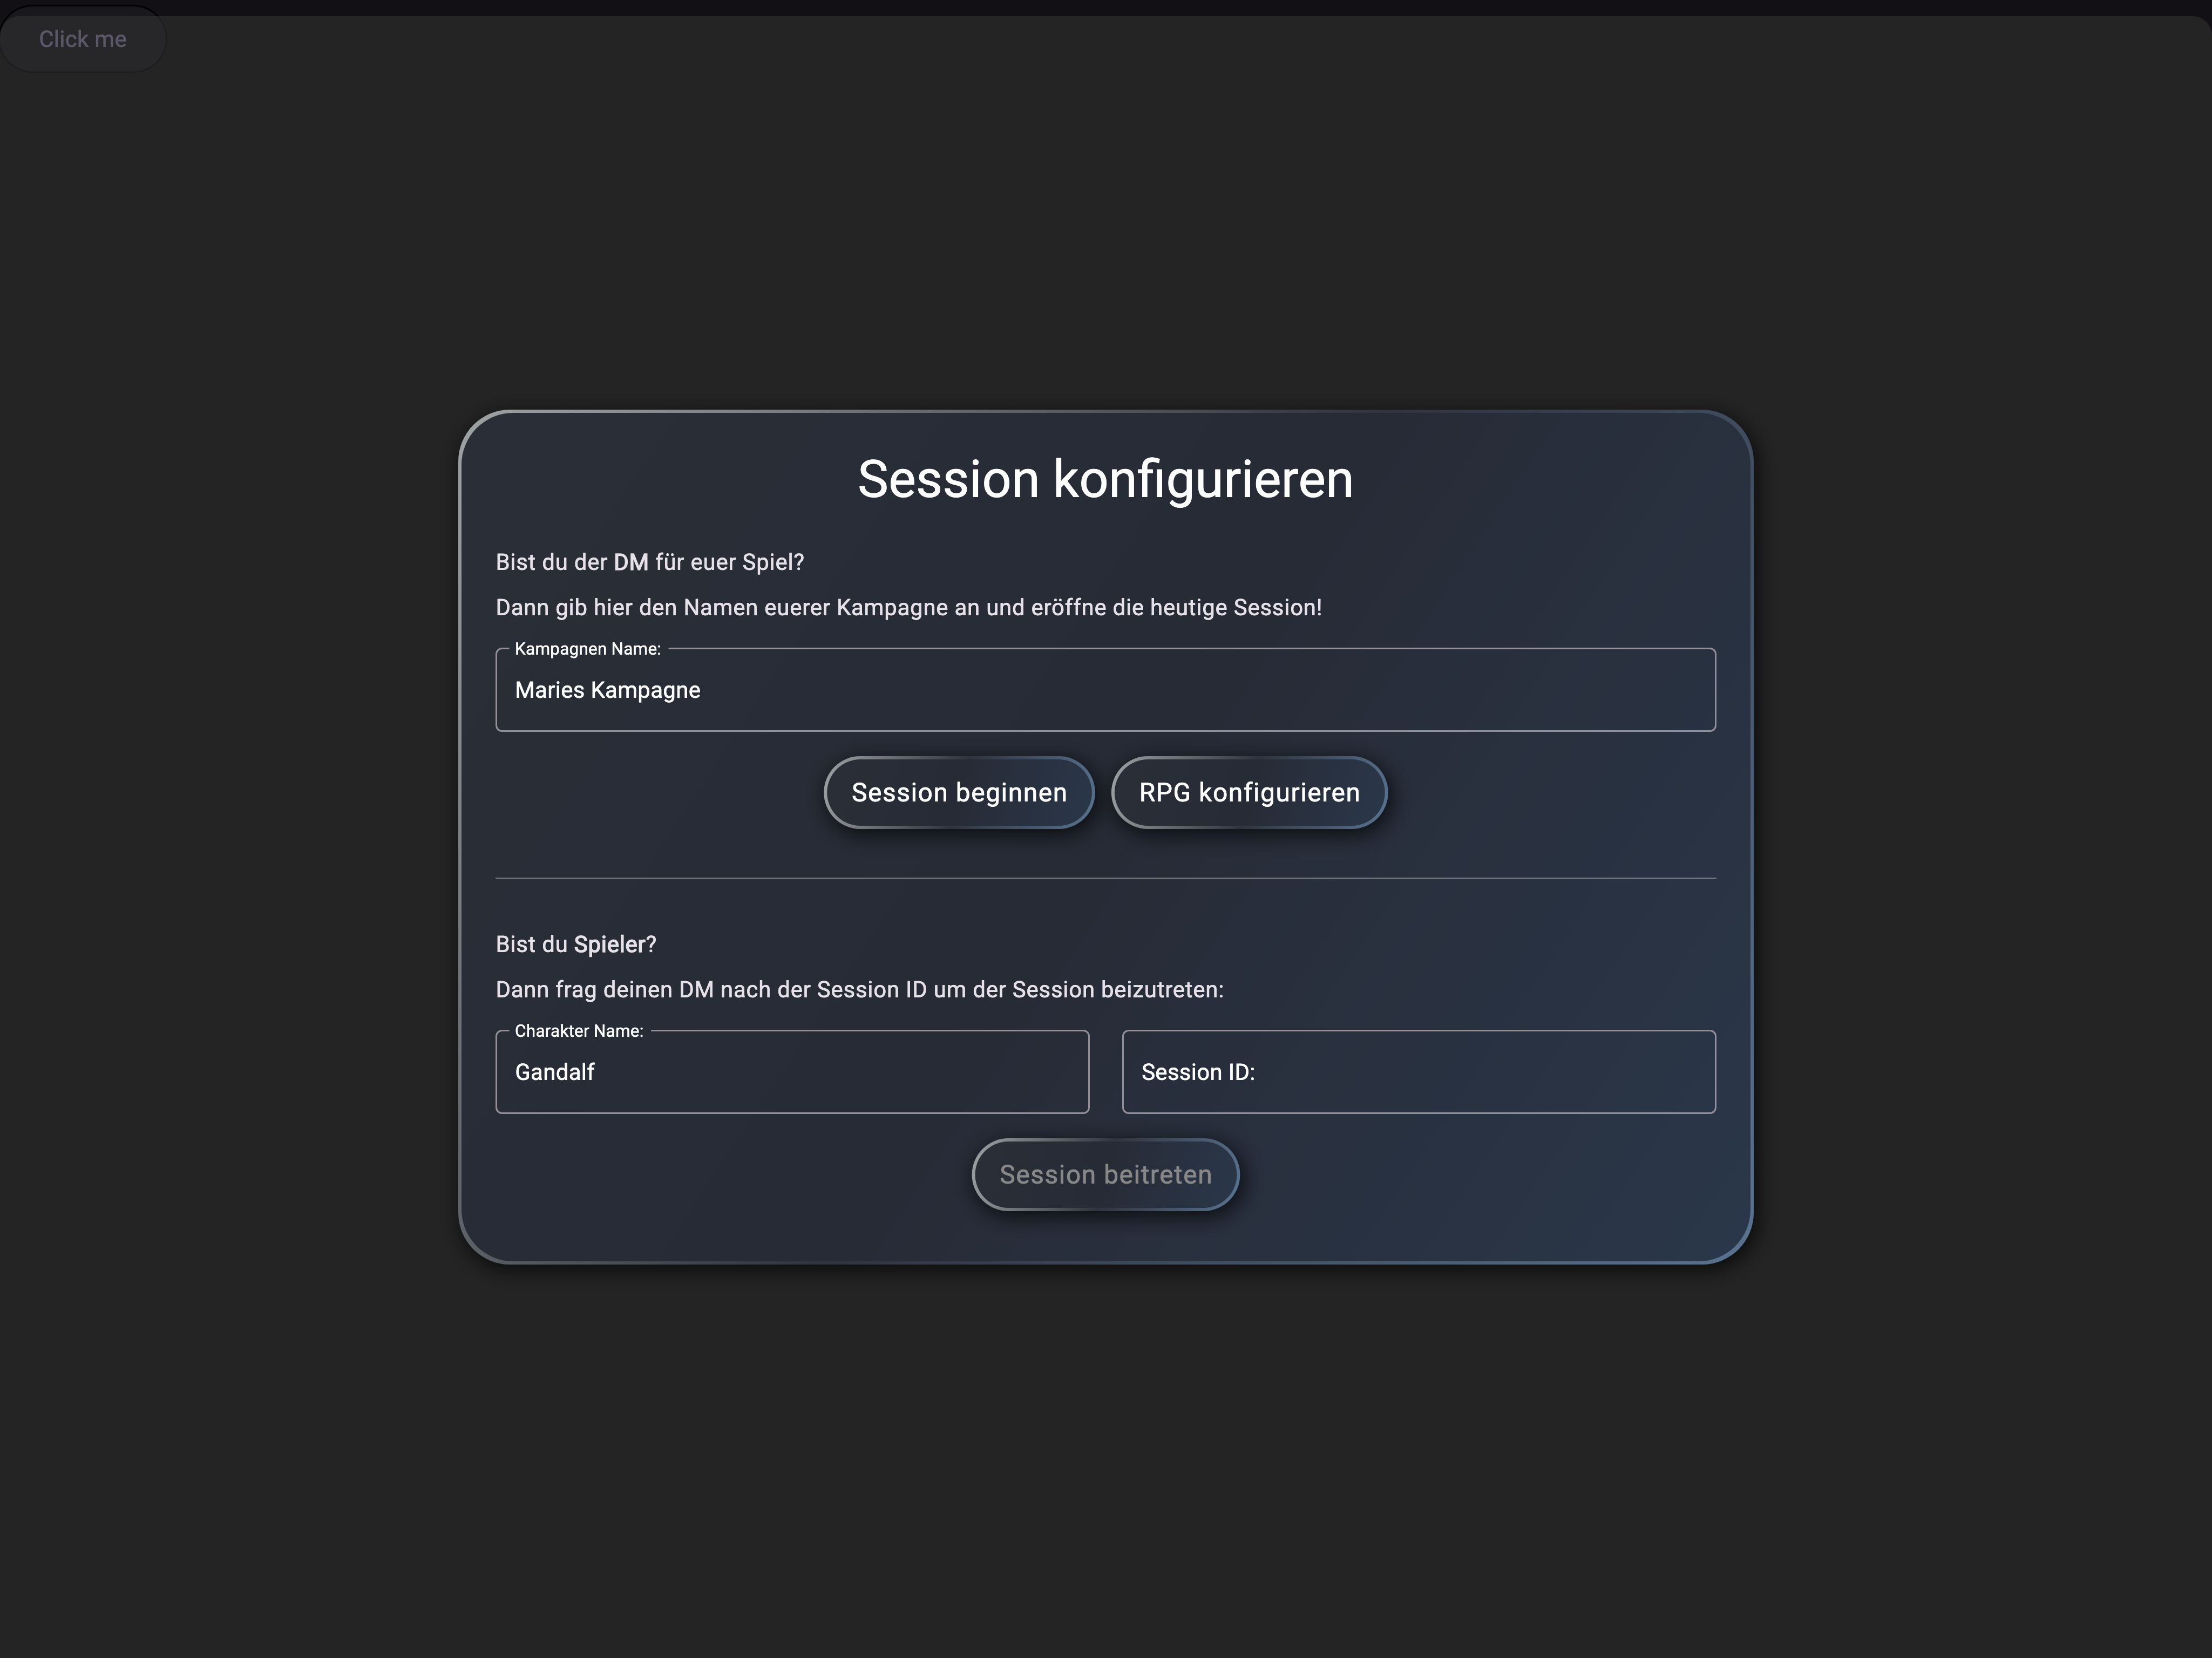 Click me
Session konfigurieren
Bist du der DM für euer Spiel?
Dann gib hier den Namen euerer Kampagne an und eröffne die heutige Session!
Kampagnen Name:
Maries Kampagne
Session beginnen
RPG konfigurieren
Bist du Spieler?
Dann frag deinen DM nach der Session ID um der Session beizutreten:
Charakter Name:
Gandalf
Session ID:
Session beitreten